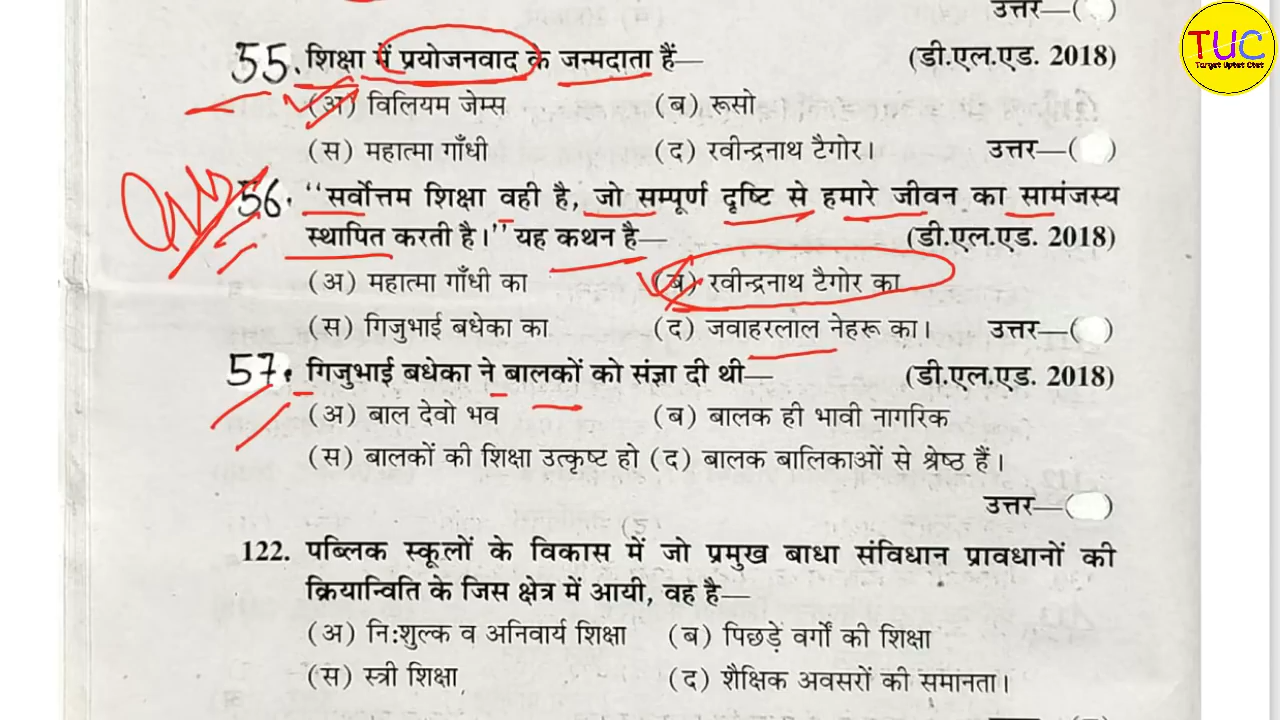 उत्तर—( )
TUC
Target Uptet Ctet
55. शिक्षा में प्रयोजनवाद के जन्मदाता हैं— (डी.एल.एड. 2018)
(अ) विलियम जेम्स (ब) रूसो
(स) महात्मा गाँधी (द) रवीन्द्रनाथ टैगोर। उत्तर—( )
56. "सर्वोत्तम शिक्षा वही है, जो सम्पूर्ण दृष्टि से हमारे जीवन का सामंजस्य
स्थापित करती है।" यह कथन है— (डी.एल.एड. 2018)
(अ) महात्मा गाँधी का (ब) रवीन्द्रनाथ टैगोर का
(स) गिजुभाई बधेका का (द) जवाहरलाल नेहरू का। उत्तर—( )
57. गिजुभाई बधेका ने बालकों को संज्ञा दी थी— (डी.एल.एड. 2018)
(अ) बाल देवो भव (ब) बालक ही भावी नागरिक
(स) बालकों की शिक्षा उत्कृष्ट हो (द) बालक बालिकाओं से श्रेष्ठ हैं।
उत्तर—( )
122. पब्लिक स्कूलों के विकास में जो प्रमुख बाधा संविधान प्रावधानों की
क्रियान्विति के जिस क्षेत्र में आयी, वह है—
(अ) नि:शुल्क व अनिवार्य शिक्षा (ब) पिछड़े वर्गों की शिक्षा
(स) स्त्री शिक्षा (द) शैक्षिक अवसरों की समानता।